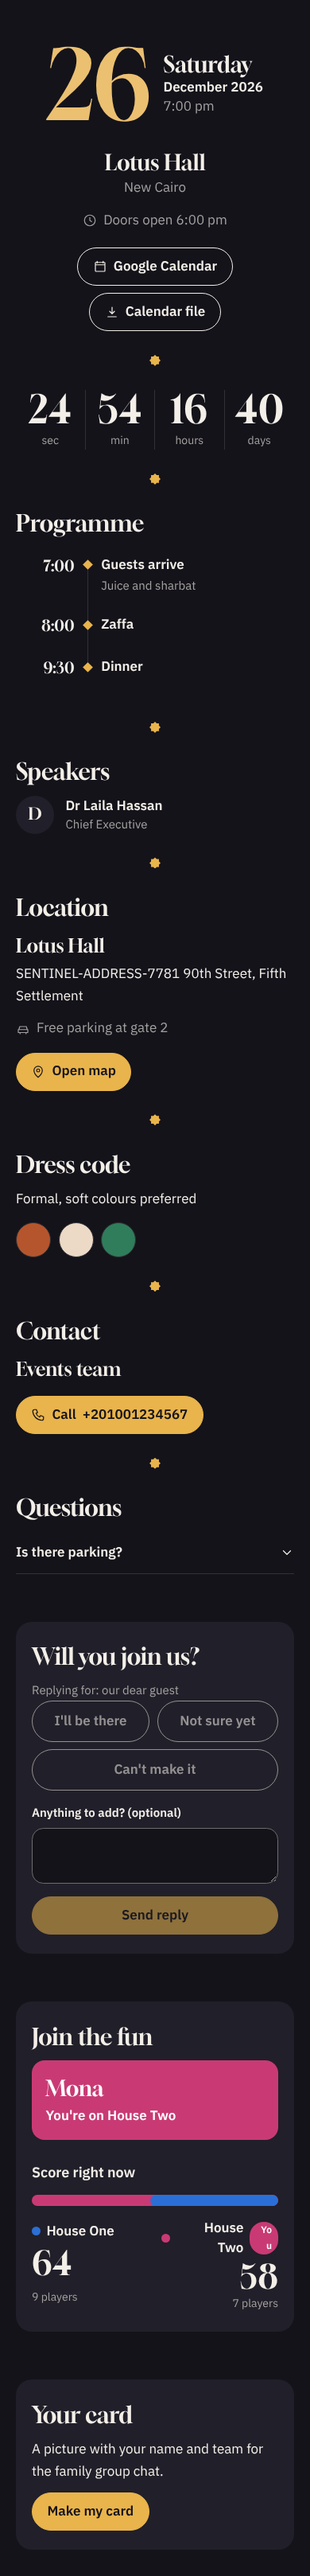 26
Saturday
December 2026
7:00 pm
Lotus Hall
New Cairo
Doors open 6:00 pm
Google Calendar
Calendar file
24 54 16 40
sec min hours days
Programme
7:00 Guests arrive
Juice and sharbat
8:00 Zaffa
9:30 Dinner
Speakers
D
Dr Laila Hassan
Chief Executive
Location
Lotus Hall
SENTINEL-ADDRESS-7781 90th Street, Fifth
Settlement
Free parking at gate 2
Open map
Dress code
Formal, soft colours preferred
Contact
Events team
Call +201001234567
Questions
Is there parking?
Will you join us?
Replying for: our dear guest
I'll be there
Not sure yet
Can't make it
Anything to add? (optional)
Send reply
Join the fun
Mona
You're on House Two
Score right now
House One
64
9 players
House
Two
Yo
u
58
7 players
Your card
A picture with your name and team for
the family group chat.
Make my card